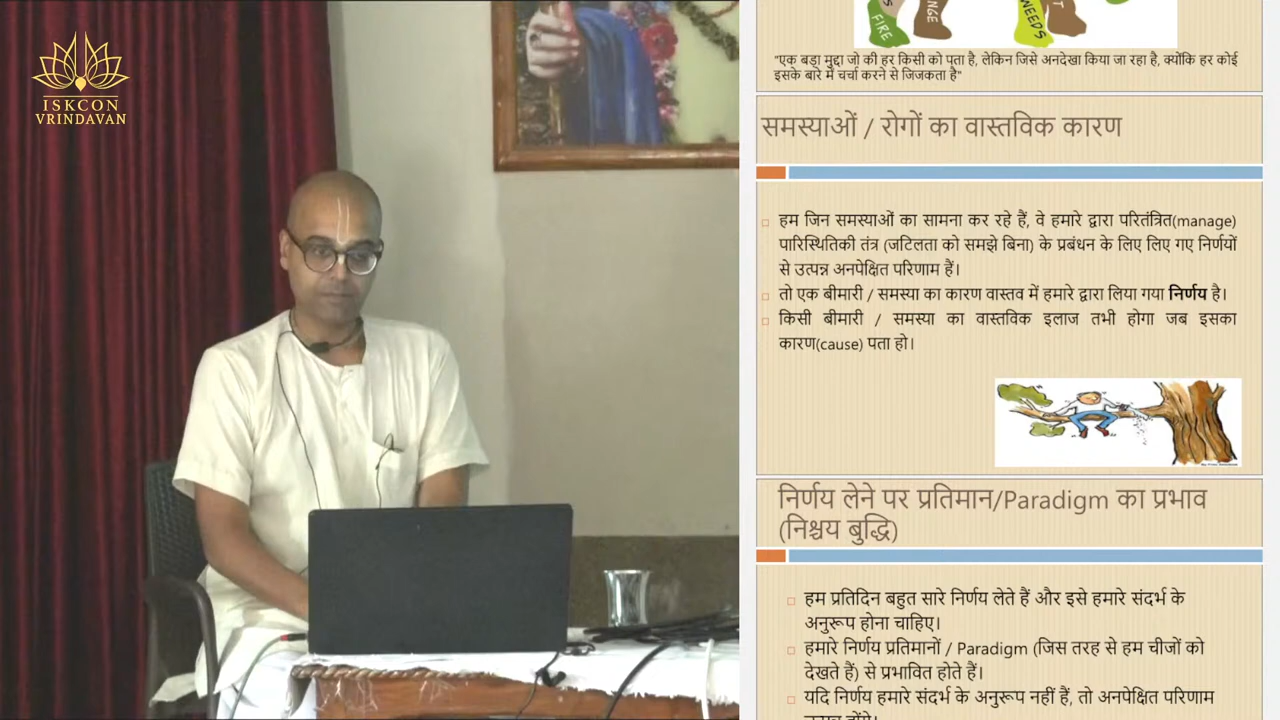 ISKCON
VRINDAVAN
FIRE
NGE
NEEDS
T
"एक बड़ा मुद्दा जो की हर किसी को पता है, लेकिन जिसे अनदेखा किया जा रहा है, क्योंकि हर कोई
इसके बारे में चर्चा करने से जिजकता है"
समस्याओं / रोगों का वास्तविक कारण
हम जिन समस्याओं का सामना कर रहे हैं, वे हमारे द्वारा परितंत्रित(manage)
पारिस्थितिकी तंत्र (जटिलता को समझे बिना) के प्रबंधन के लिए लिए गए निर्णयों
से उत्पन्न अनपेक्षित परिणाम हैं।
तो एक बीमारी / समस्या का कारण वास्तव में हमारे द्वारा लिया गया निर्णय है।
किसी बीमारी / समस्या का वास्तविक इलाज तभी होगा जब इसका
कारण(cause) पता हो।
निर्णय लेने पर प्रतिमान/Paradigm का प्रभाव
(निश्चय बुद्धि)
हम प्रतिदिन बहुत सारे निर्णय लेते हैं और इसे हमारे संदर्भ के
अनुरूप होना चाहिए।
हमारे निर्णय प्रतिमानों / Paradigm (जिस तरह से हम चीजों को
देखते हैं) से प्रभावित होते हैं।
यदि निर्णय हमारे संदर्भ के अनुरूप नहीं हैं, तो अनपेक्षित परिणाम